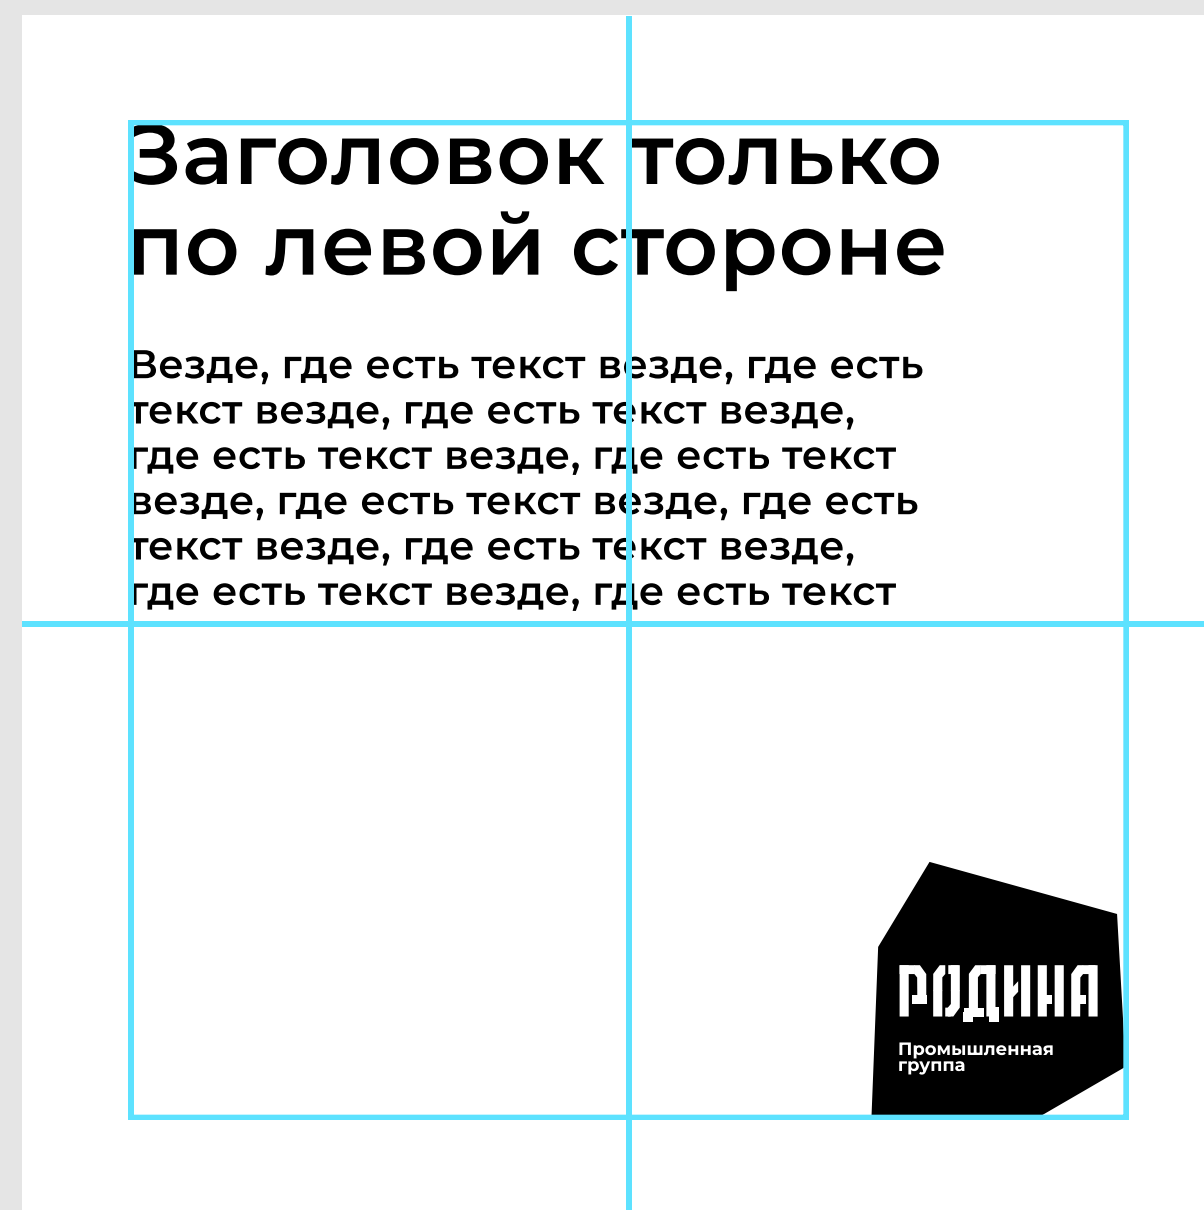 Заголовок только
по левой стороне
Везде, где есть текст везде, где есть
текст везде, где есть текст везде,
где есть текст везде, где есть текст
везде, где есть текст везде, где есть
текст везде, где есть текст везде,
где есть текст везде, где есть текст
РОДИНА
Промышленная
группа